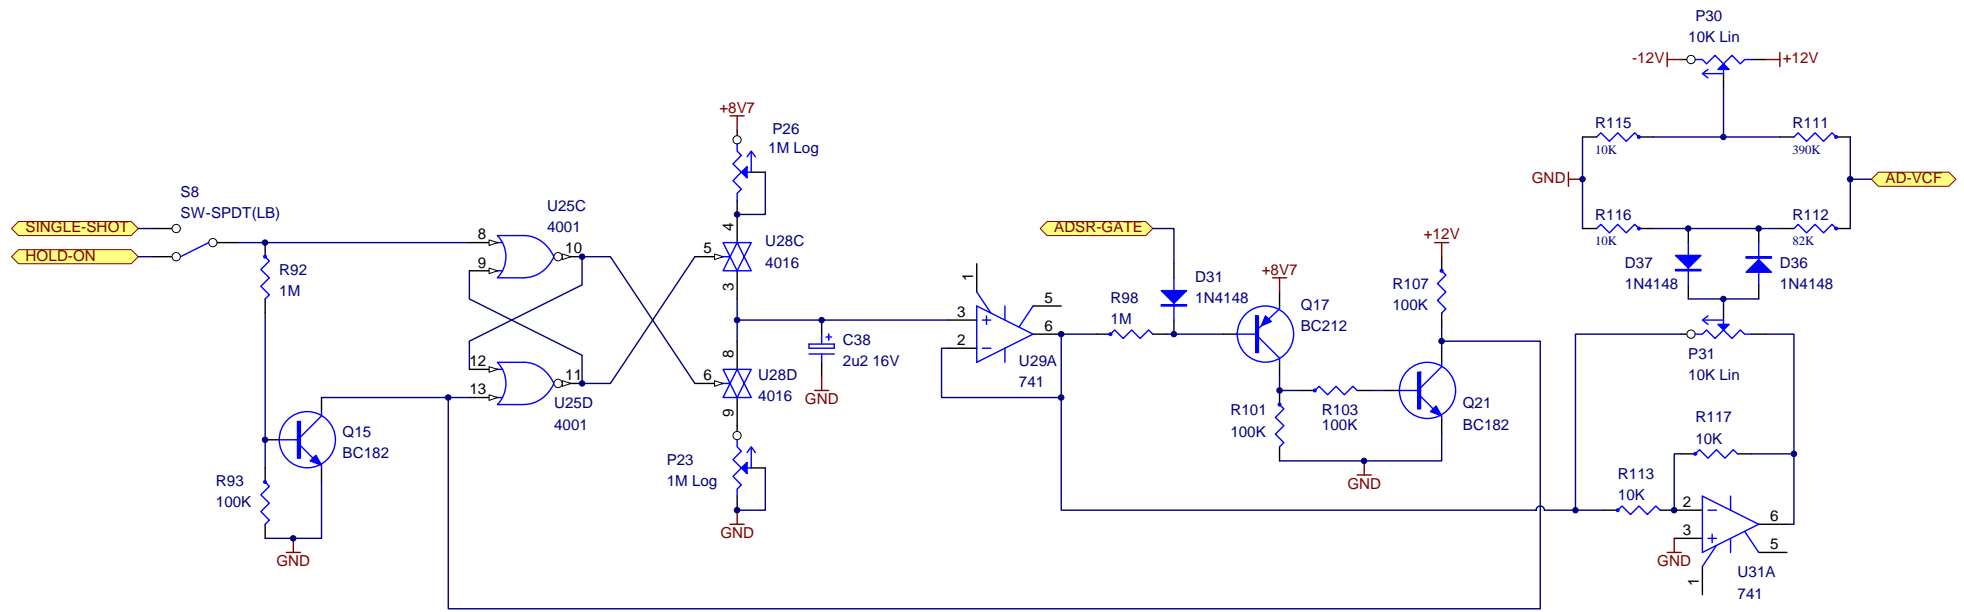 P30
10K Lin
-12V
+12V
+8V7
P26
1M Log
R115
10K
R111
390K
GND
AD-VCF
S8
SW-SPDT(LB)
SINGLE-SHOT
HOLD-ON
R92
1M
U25C
4001
8
9
10
4
5
3
U28C
4016
ADSR-GATE
R116
10K
R112
82K
D37
1N4148
D36
1N4148
+12V
R107
100K
+8V7
Q17
BC212
D31
1N4148
R98
1M
1
5
3
2
6
U29A
741
C38
+
2u2 16V
GND
12
13
11
U25D
4001
8
6
9
U28D
4016
P31
10K Lin
Q15
BC182
R93
100K
GND
P23
1M Log
GND
R101
100K
R103
100K
Q21
BC182
GND
R117
10K
R113
10K
2
3
6
5
1
GND
U31A
741